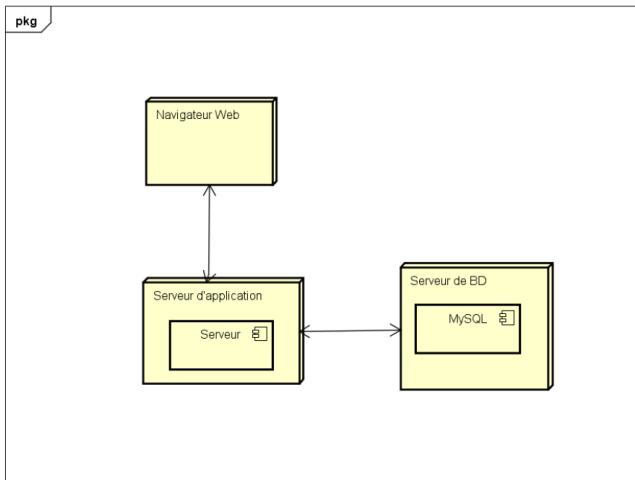 pkg
Navigateur Web
Serveur d'application
Serveur
Serveur de BD
MySQL